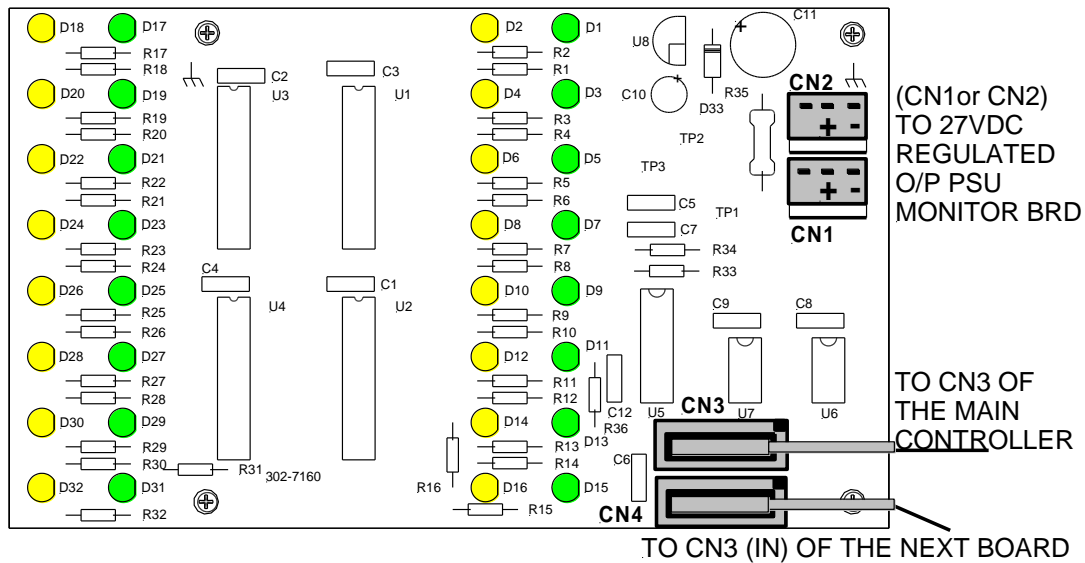 D18 D17 D2 D1 C11
R17 R2 U8
R18 R1
C2 C3 CN2
D20 U3 U1 D4 D3 C10 R35
D19 D33
(CN1or CN2)
TO 27VDC
REGULATED
O/P PSU
MONITOR BRD
+ -
R19 R3
R20 R4 TP2
D22 D21 D6 D5 TP3
+ -
R22 R5
R21 R6 C5 TP1
D24 D23 D8 D7 C7 CN1
R23 R7 R34
R24 R8 R33
C4 C1
D26 D25 U4 U2 D10 D9 C9 C8
R25 R9
R26 R10
D28 D27 D12 D11
R27 R11
R28 R12
TO CN3 OF
THE MAIN
CONTROLLER
C12 U5 CN3 U7 U6
D30 D29 D14 R36
D13
R29 R13
R30 R31 R14 C6
302-7160
D32 D31 R16 D16 D15
R32 R15 CN4
TO CN3 (IN) OF THE NEXT BOARD